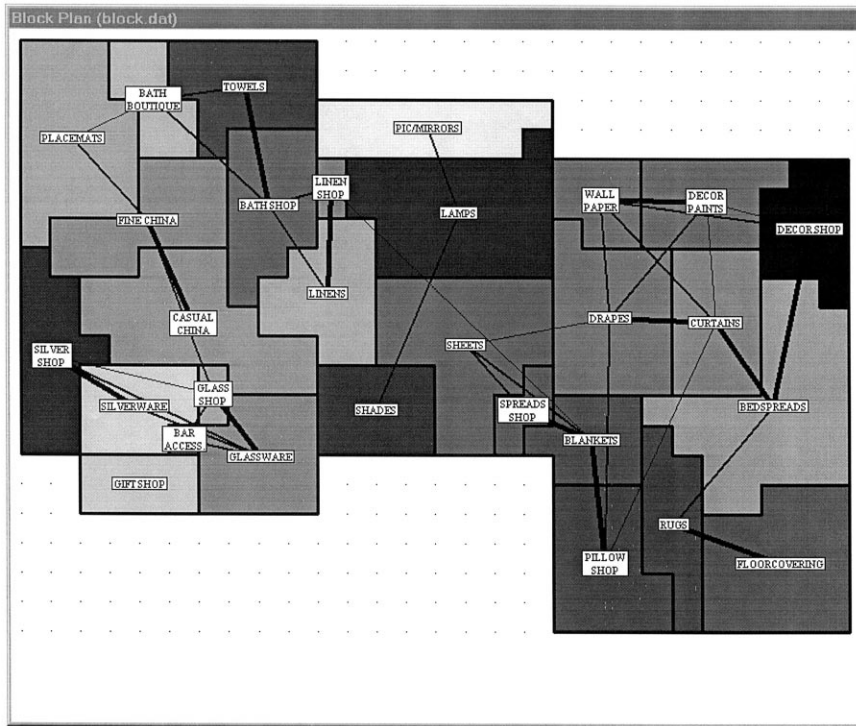 Block Plan (block.dat)
TOWELS
BATH
BOUTIQUE
PIC/MIRRORS
PLACEMATS
LINEN
SHOP
WALL
PAPER
DECOR
PAINTS
BATH SHOP
LAMPS
FINE CHINA
DECOR SHOP
LINENS
CASUAL
CHINA
DRAPES
CURTAINS
SILVER
SHOP
SHEETS
GLASS
SHOP
SILVERWARE
SHADES
SPREADS
SHOP
BEDSPREADS
BAR
ACCESS
BLANKETS
GLASSWARE
GIFT SHOP
RUGS
PILLOW
SHOP
FLOORCOVERING